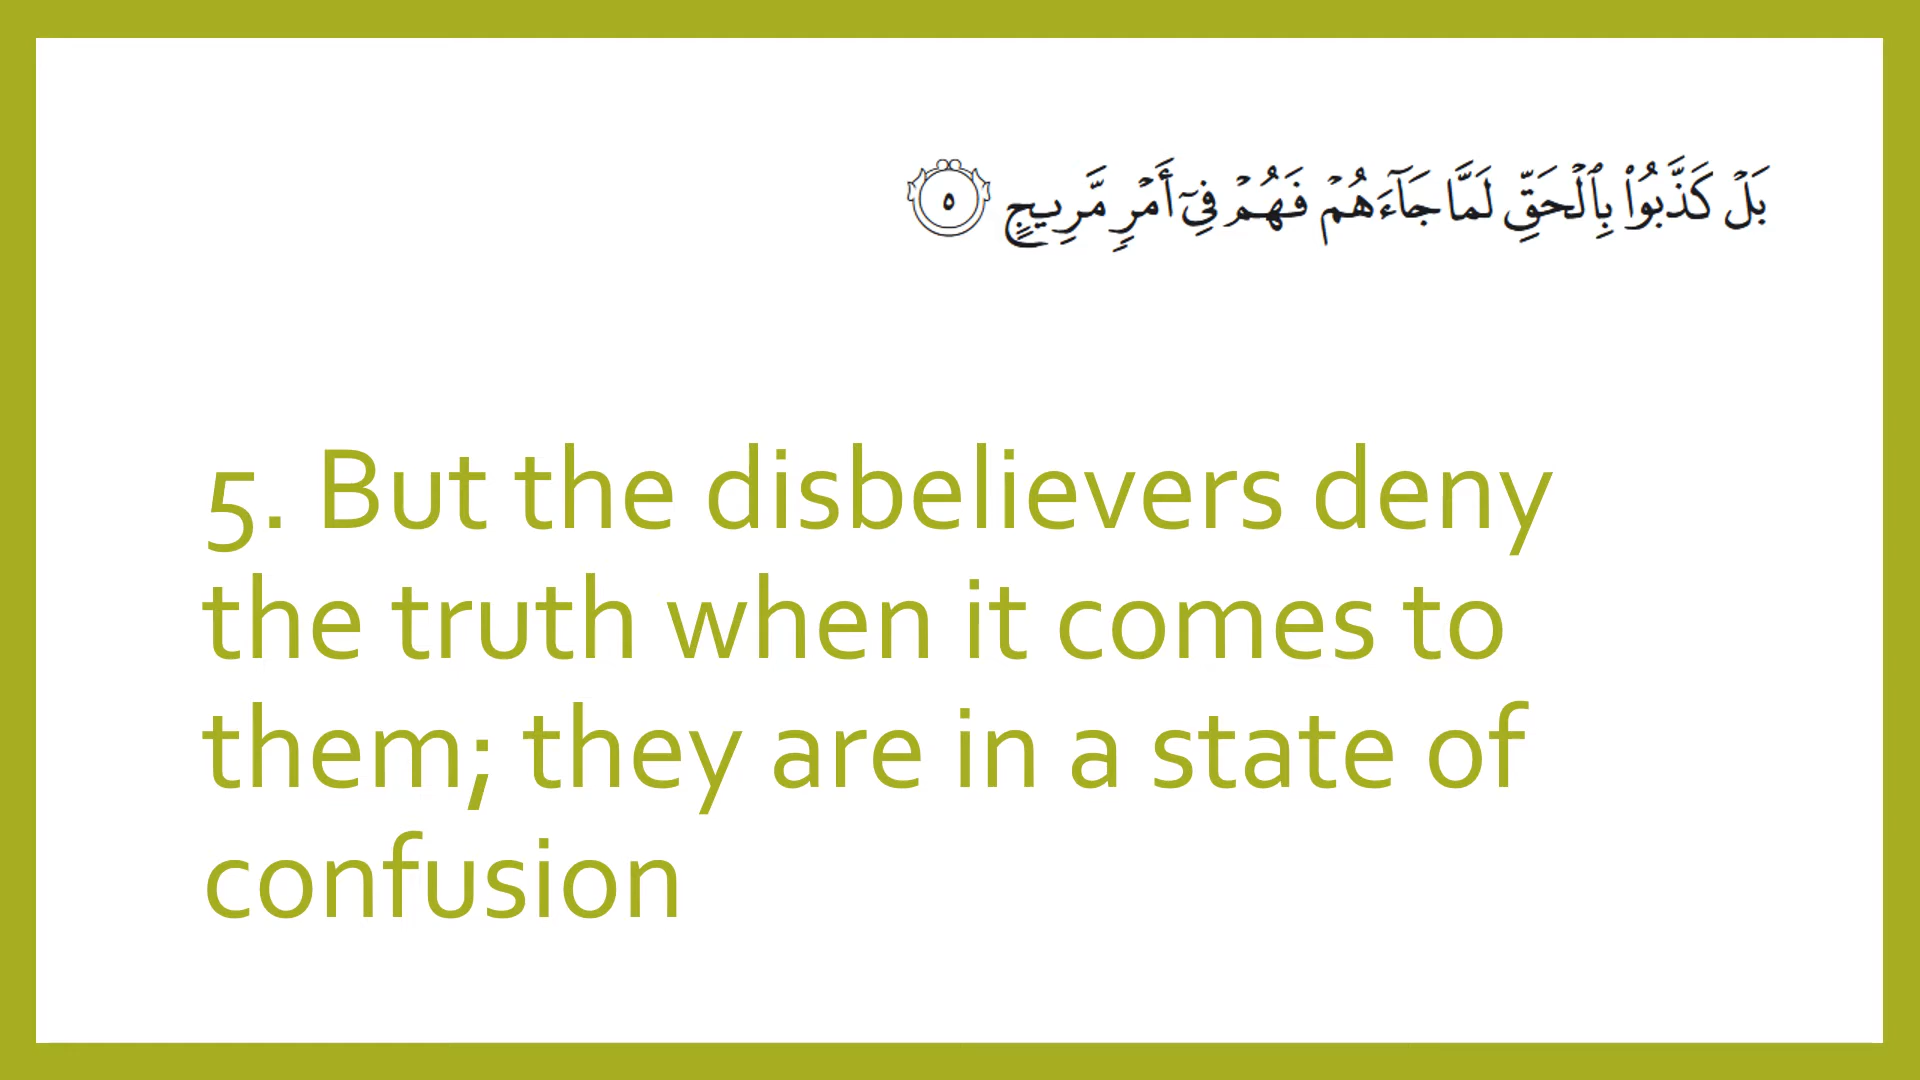 بَلۡ كَذَّبُواْ بِٱلۡحَقِّ لَمَّا جَآءَهُمۡ فَهُمۡ فِيٓ أَمۡرٖ مَّرِيجٍ ٥
5. But the disbelievers deny
the truth when it comes to
them; they are in a state of
confusion